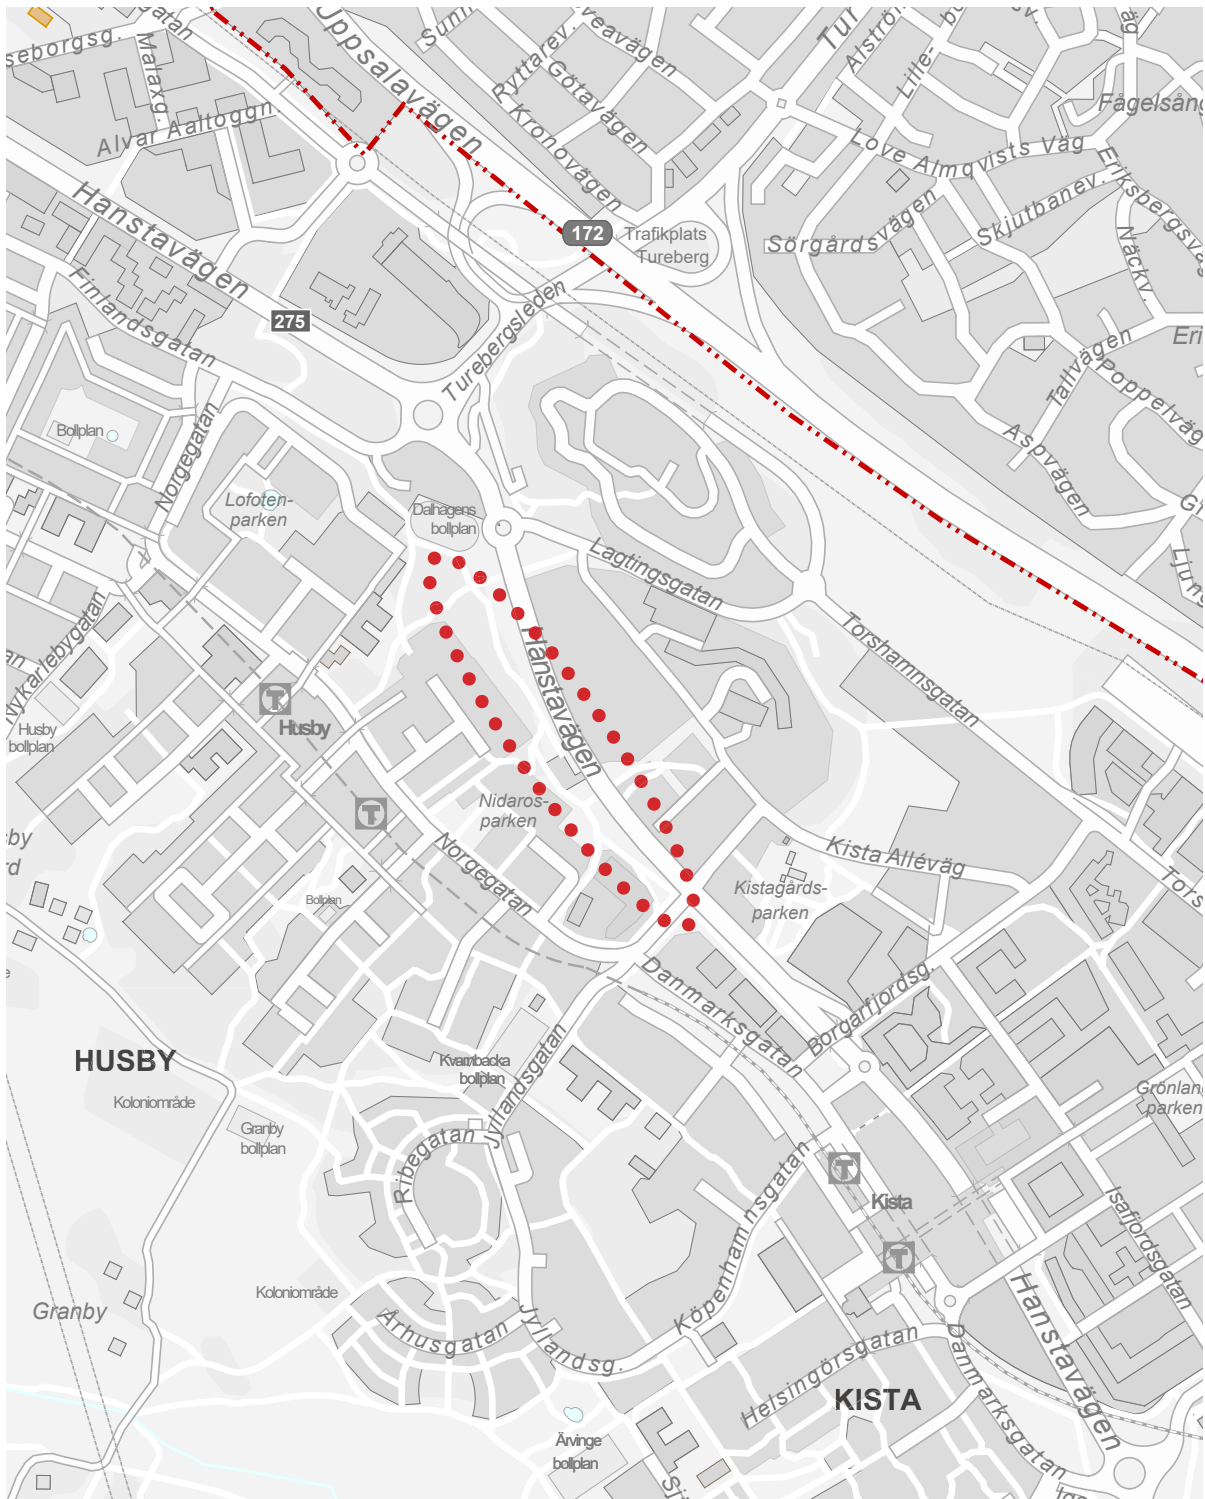 Uppsalavägen
Ryttarev.
Götavägen
Kronovägen
Malaxg.
Alvar Aaltoggn
Fågelsång
Love Almqvists Väg
Eriksbergsväg
Skjutbanev.
Sörgårdsvägen
Näckv.
172
Trafikplats
Tureberg
Hanstavägen
275
Finlandsgatan
Turebergsleden
Tallvägen
Poppelväg
Aspvägen
Bollplan
Norgegatan
Lofoten-
parken
Dalhagens
bollplan
Lagtingsgatan
Torshamnsgatan
Nykarlebygatan
Hanstavägen
T
Husby
Husby
bollplan
T
Nidaros-
parken
Norgegatan
Kista Alléväg
Kistagårds-
parken
Bollplan
Danmarksgatan
Borgarfjordsg.
HUSBY
Koloniområde
Kvarnbacka
bollplan
Jyllandsgatan
Granby
bollplan
Ribegatan
Grönlan
parken
T
Kista
T
Isafjordsgatan
Köpenhamnsgatan
Koloniområde
Granby
Århusgatan
Jyllandsg.
Helsingörsgatan
Danmarksgatan
Hanstavägen
KISTA
Ärvinge
bollplan